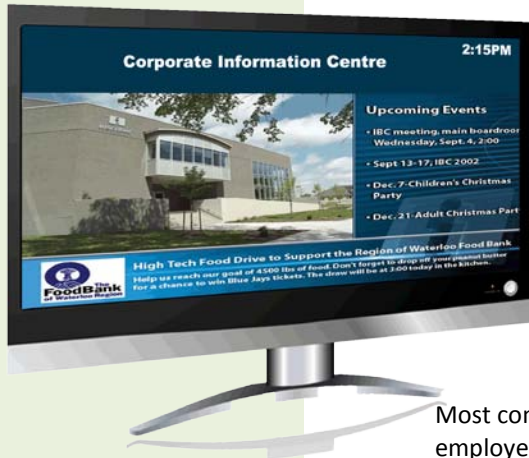 2:15PM
Corporate Information Centre
Upcoming Events
• IBC meeting, main boardroo
Wednesday, Sept. 4, 2:00
• Sept 13-17, IBC 2002
• Dec. 7-Children's Christmas
Party
• Dec. 21-Adult Christmas Part
The
FoodBank
of Waterloo Region
High Tech Food Drive to Support the Region of Waterloo Food Bank
Help us reach our goal of 4500 lbs of food. Don't forget to drop off your peanut butter
for a chance to win Blue Jays tickets. The draw will be at 3:00 today in the kitchen.
Most con
employe